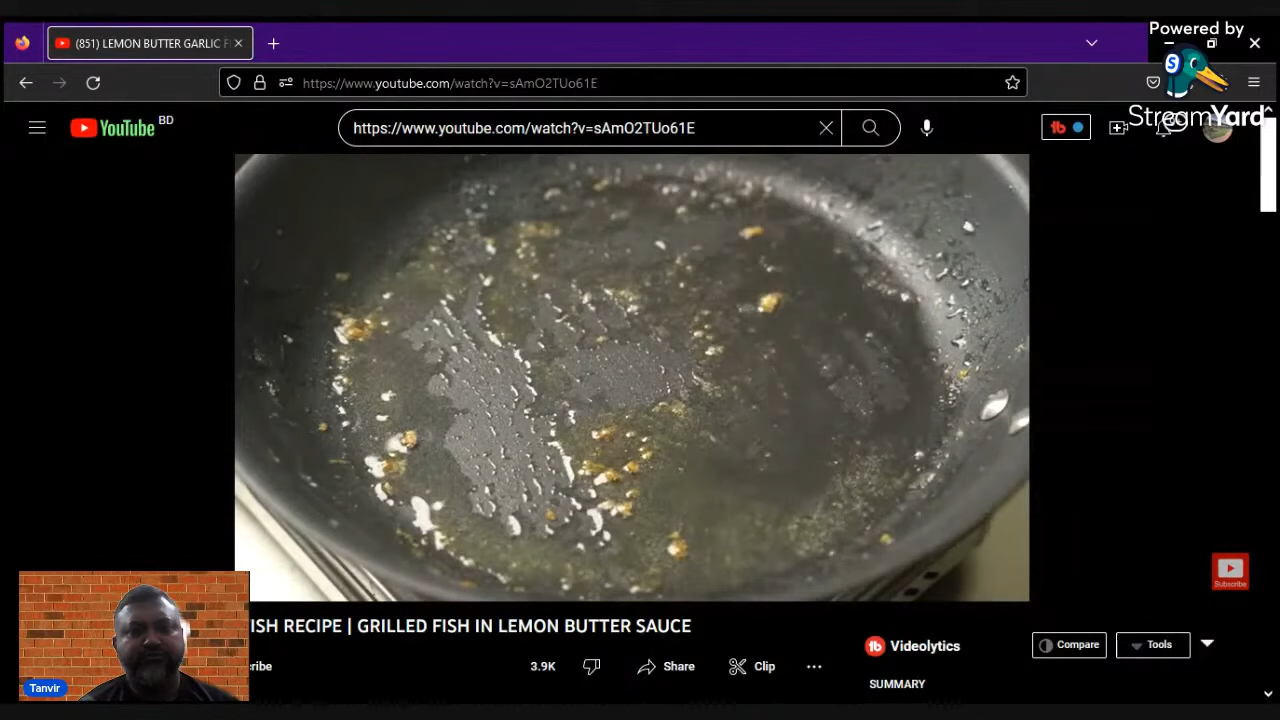 Powered by
StreamYard
(851) LEMON BUTTER GARLIC F
https://www.youtube.com/watch?v=sAmO2TUo61E
YouTube BD
https://www.youtube.com/watch?v=sAmO2TUo61E
Subscribe
ISH RECIPE | GRILLED FISH IN LEMON BUTTER SAUCE
cribe
3.9K
Share
Clip
Videolytics
Compare
Tools
SUMMARY
Tanvir